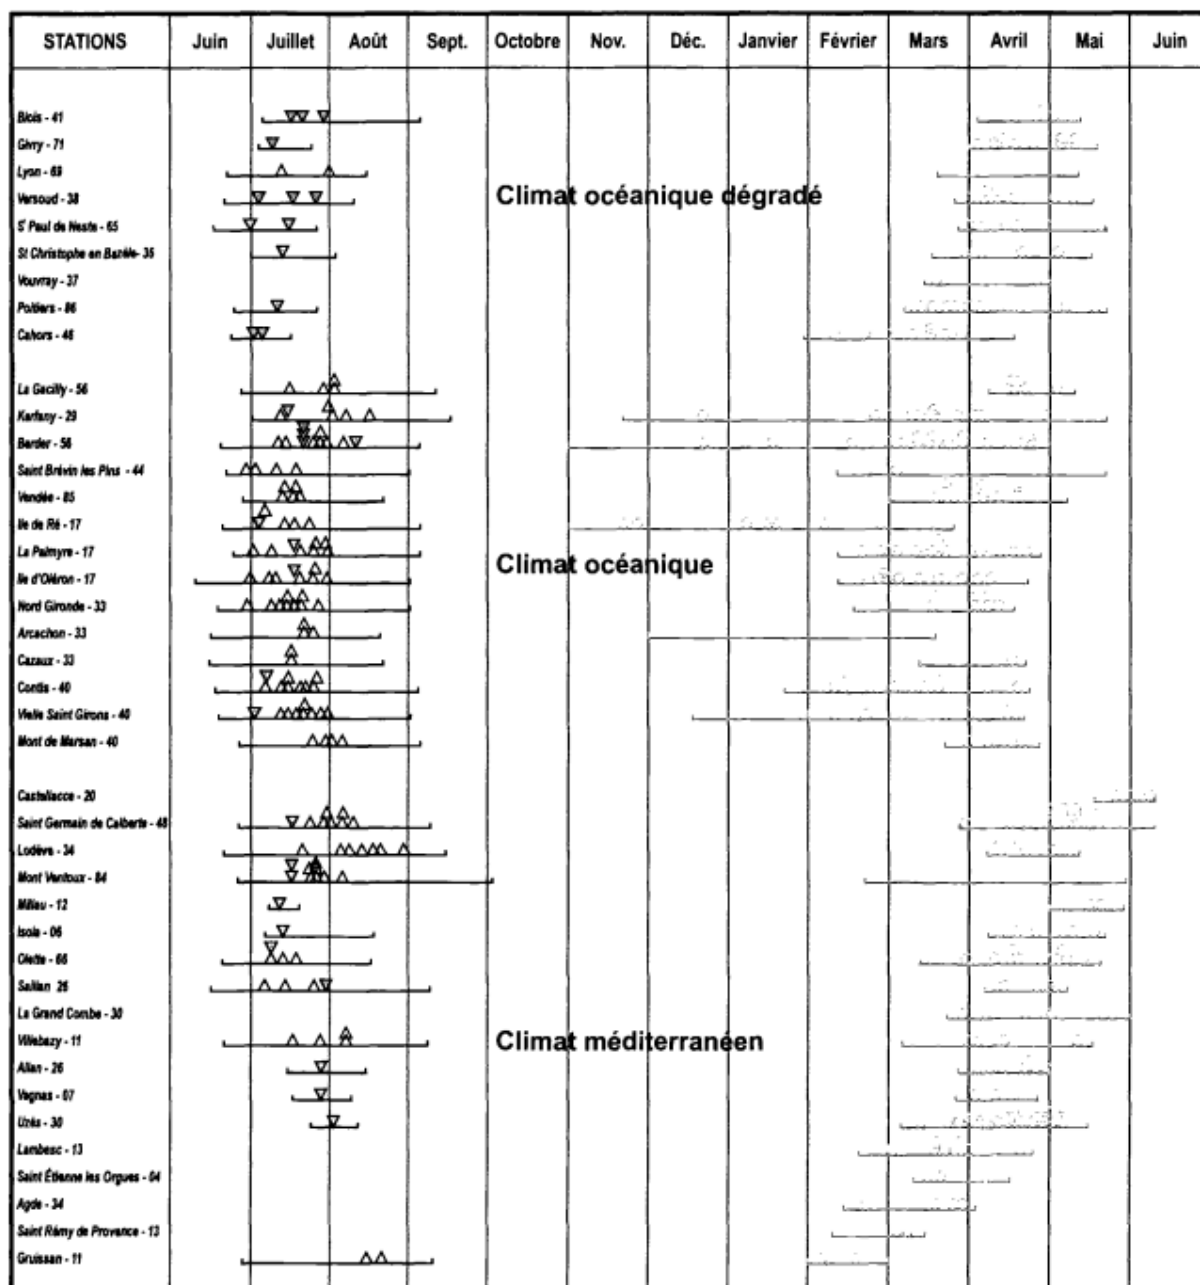 STATIONS Juin Juillet Août Sept. Octobre Nov. Déc. Janvier Février Mars Avril Mai Juin
Blois - 41
Givry - 71
Lyon - 69
Versoud - 38
Climat océanique dégradé
St Paul de Neste - 65
St Christophe en Bazelle- 36
Vouvray - 37
Poitiers - 86
Cahors - 46
La Gacilly - 56
Kerfany - 29
Berder - 56
Saint Brévin les Pins - 44
Vendée - 85
Ile de Ré - 17
La Palmyre - 17
Climat océanique
Ile d'Oléron - 17
Nord Gironde - 33
Arcachon - 33
Cazaux - 33
Contis - 40
Vielle Saint Girons - 40
Mont de Marsan - 40
Castellacce - 20
Saint Germain de Calberte - 48
Lodève - 34
Mont Ventoux - 84
Millau - 12
Isola - 06
Olette - 66
Saillan 26
La Grand Combe - 30
Villebazy - 11
Climat méditerranéen
Allan - 26
Vagnas - 07
Uzès - 30
Lambesc - 13
Saint Étienne les Orgues - 04
Agde - 34
Saint Rémy de Provence - 13
Gruissan - 11